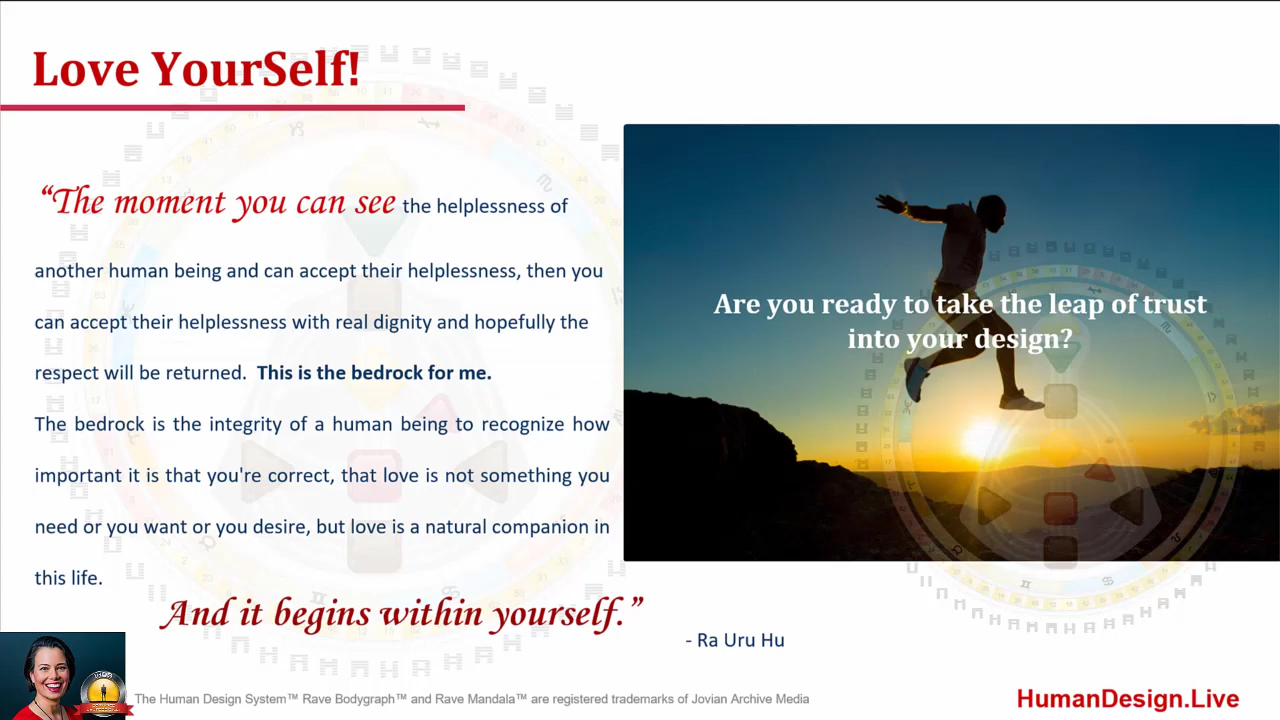 Love YourSelf!
“The moment you can see the helplessness of
another human being and can accept their helplessness, then you
can accept their helplessness with real dignity and hopefully the
respect will be returned. This is the bedrock for me.
The bedrock is the integrity of a human being to recognize how
important it is that you're correct, that love is not something you
need or you want or you desire, but love is a natural companion in
this life.
And it begins within yourself.”
- Ra Uru Hu
Are you ready to take the leap of trust
into your design?
The Human Design System™ Rave Bodygraph™ and Rave Mandala™ are registered trademarks of Jovian Archive Media
HumanDesign.Live